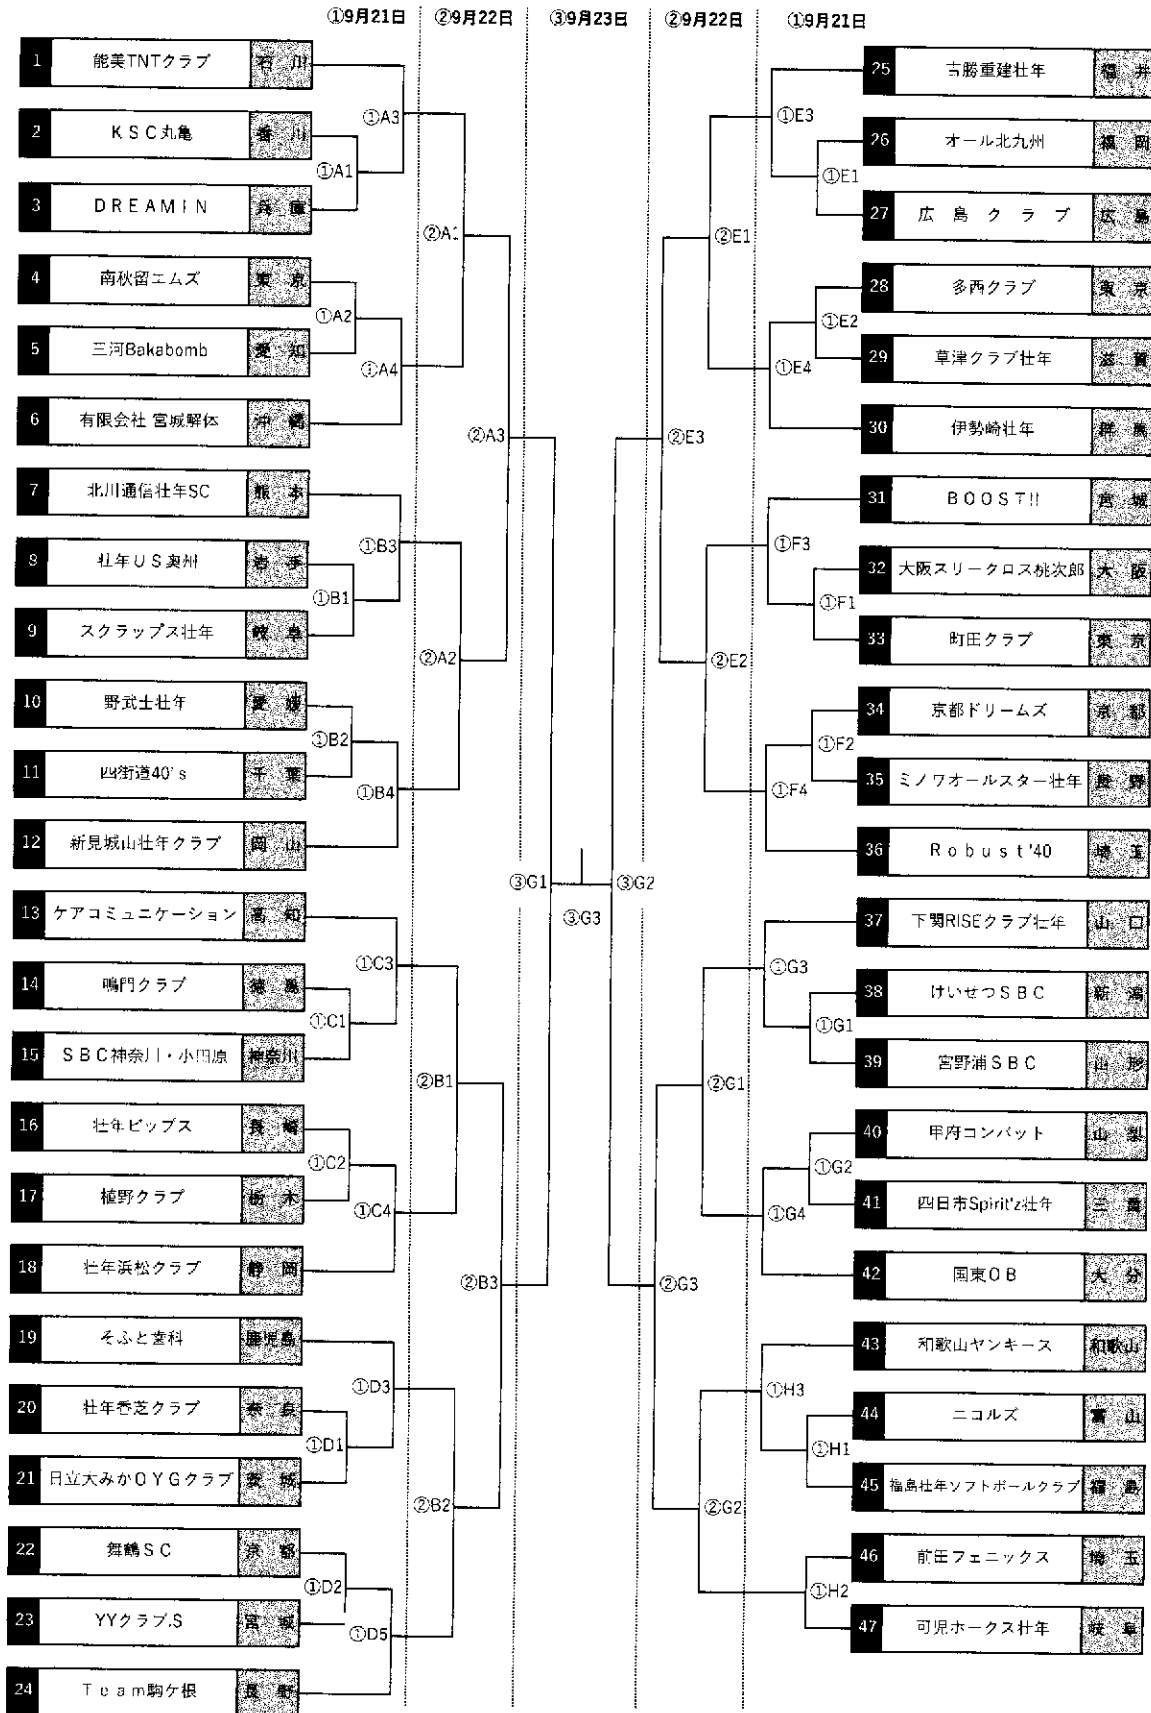 ①9月21日 ②9月22日 ③9月23日 ②9月22日 ①9月21日
1 能美TNTクラブ 石川
2 KSC丸亀 香川
3 DREAMIN 兵庫
4 南秋留エムズ 東京
5 三河Bakabomb 愛知
6 有限会社 宮城解体 沖縄
7 北川通信壮年SC 熊本
8 壮年US奥州 岩手
9 スクラップス壮年 岐阜
10 野武士壮年 愛媛
11 四街道40's 千葉
12 新見城山壮年クラブ 岡山
13 ケアコミュニケーション 高知
14 鳴門クラブ 徳島
15 SBC神奈川・小田原 神奈川
16 壮年ビップス 長崎
17 植野クラブ 栃木
18 壮年浜松クラブ 静岡
19 そふと歯科 鹿児島
20 壮年香芝クラブ 奈良
21 日立大みかOYGクラブ 茨城
22 舞鶴SC 京都
23 YYクラブ.S 宮城
24 Team駒ケ根 長野
①A3
①A1
②A1
①A2
①A4
②A3
①B3
①B1
②A2
①B2
①B4
③G1
①C3
①C1
②B1
①C2
①C4
②B3
①D3
①D1
②B2
①D2
①D5
③G3
③G2
①E3
①E1
②E1
①E2
①E4
②E3
①F3
①F1
②E2
①F2
①F4
①G3
①G1
②G1
①G2
①G4
②G3
①H3
①H1
②G2
①H2
25 吉勝重建壮年 福井
26 オール北九州 福岡
27 広島クラブ 広島
28 多西クラブ 東京
29 草津クラブ壮年 滋賀
30 伊勢崎壮年 群馬
31 BOOST!! 宮城
32 大阪スリークロス桃次郎 大阪
33 町田クラブ 東京
34 京都ドリームズ 京都
35 ミノワオールスター壮年 長野
36 Robust'40 埼玉
37 下関RISEクラブ壮年 山口
38 けいせつSBC 新潟
39 宮野浦SBC 山形
40 甲府コンバット 山梨
41 四日市Spirit'z壮年 三重
42 国東OB 大分
43 和歌山ヤンキース 和歌山
44 ニコルズ 富山
45 福島壮年ソフトボールクラブ 福島
46 前田フェニックス 埼玉
47 可児ホークス壮年 岐阜